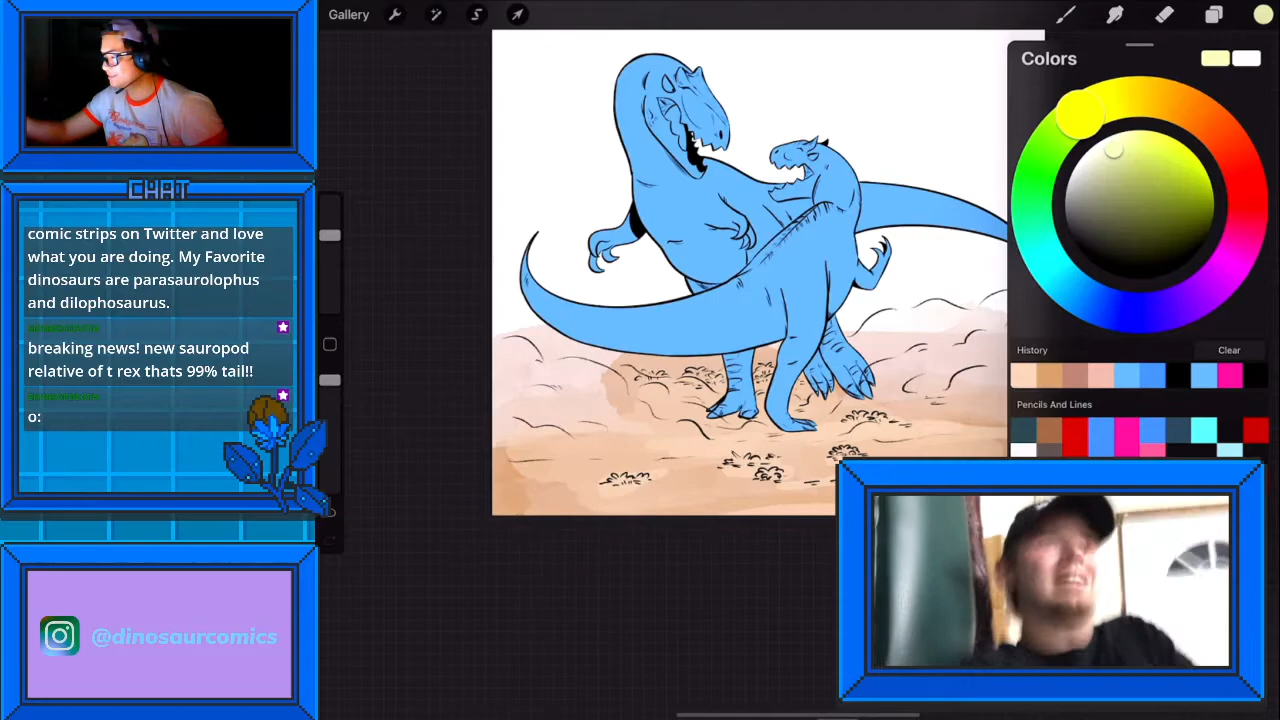 Gallery
Colors
CHAT
comic strips on Twitter and love
what you are doing. My Favorite
dinosaurs are parasaurolophus
and dilophosaurus.
breaking news! new sauropod
relative of t rex thats 99% tail!!
o:
History
Clear
Pencils And Lines
@dinosaurcomics